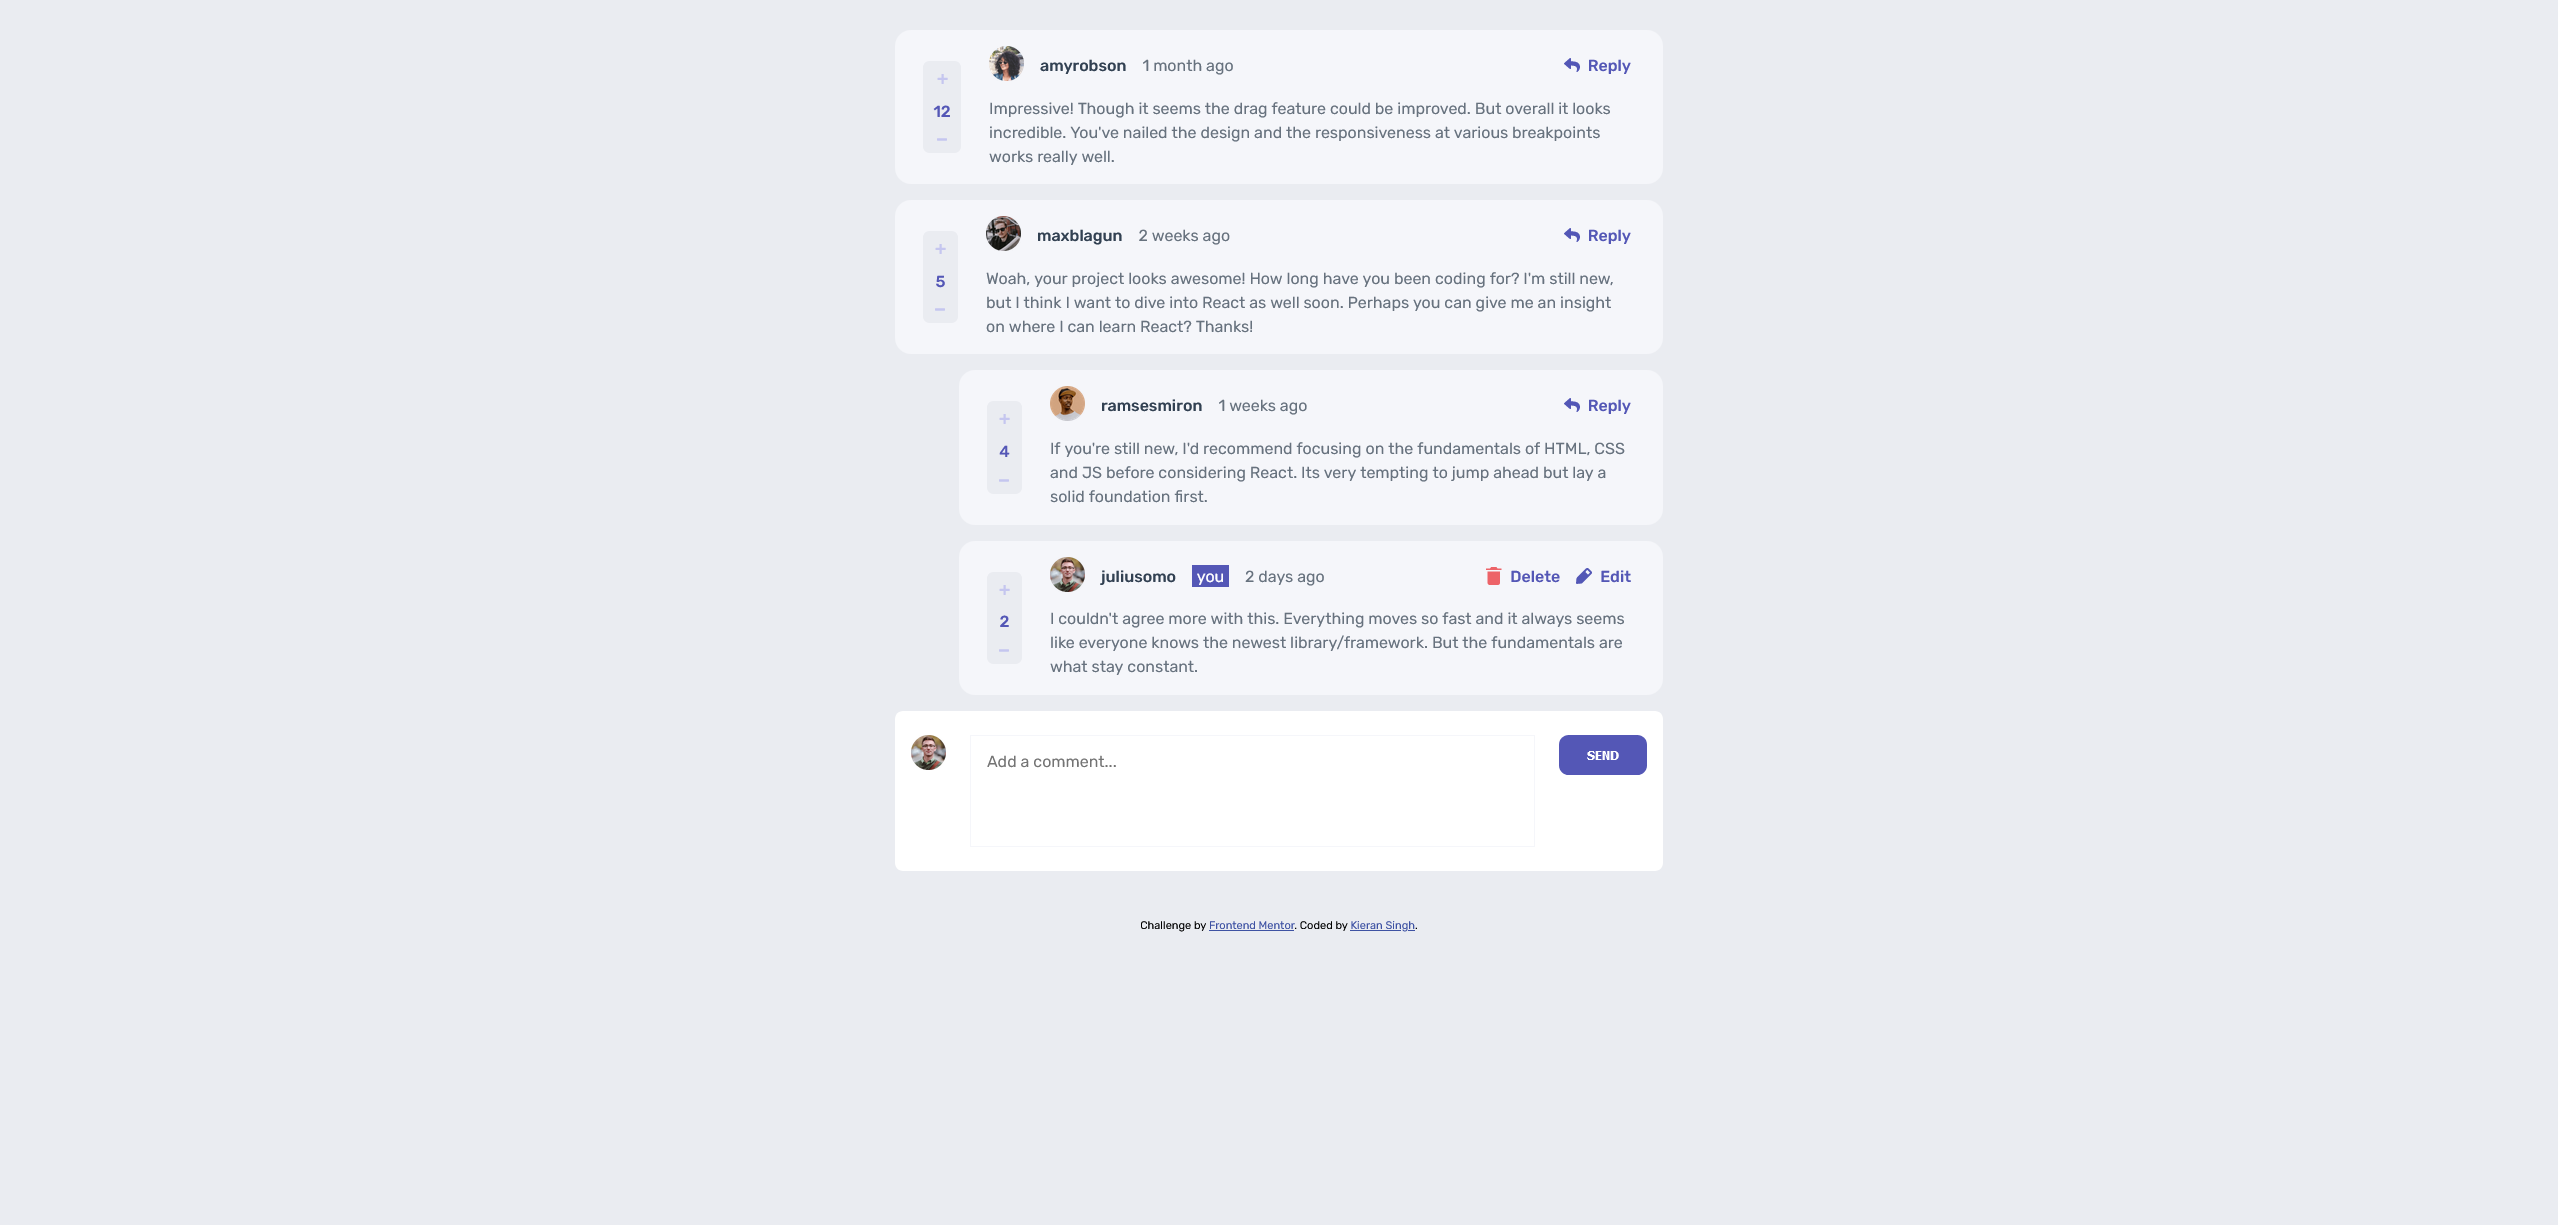 amyrobson 1 month ago Reply
+
12
−
Impressive! Though it seems the drag feature could be improved. But overall it looks
incredible. You've nailed the design and the responsiveness at various breakpoints
works really well.
maxblagun 2 weeks ago Reply
+
5
−
Woah, your project looks awesome! How long have you been coding for? I'm still new,
but I think I want to dive into React as well soon. Perhaps you can give me an insight
on where I can learn React? Thanks!
ramsesmiron 1 weeks ago Reply
+
4
−
If you're still new, I'd recommend focusing on the fundamentals of HTML, CSS
and JS before considering React. Its very tempting to jump ahead but lay a
solid foundation first.
juliusomo you 2 days ago Delete Edit
+
2
−
I couldn't agree more with this. Everything moves so fast and it always seems
like everyone knows the newest library/framework. But the fundamentals are
what stay constant.
Add a comment...
SEND
Challenge by Frontend Mentor. Coded by Kieran Singh.